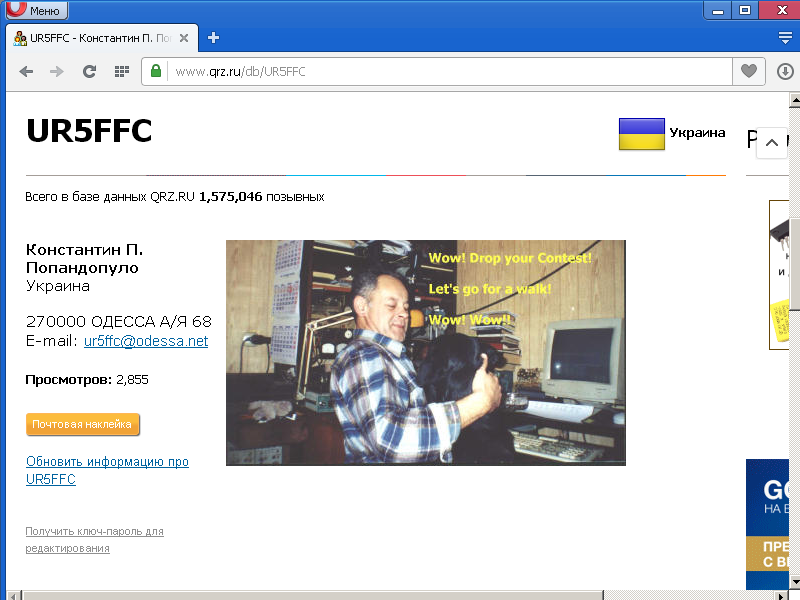 Меню
UR5FFC - Константин П. По
www.qrz.ru/db/UR5FFC
UR5FFC
Украина
Всего в базе данных QRZ.RU 1,575,046 позывных
Константин П.
Попандопуло
Украина
270000 ОДЕССА А/Я 68
E-mail: ur5ffc@odessa.net
Просмотров: 2,855
Почтовая наклейка
Обновить информацию про
UR5FFC
Получить ключ-пароль для
редактирования
Wow! Drop your Contest!
Let's go for a walk!
Wow! Wow!!
НА
С